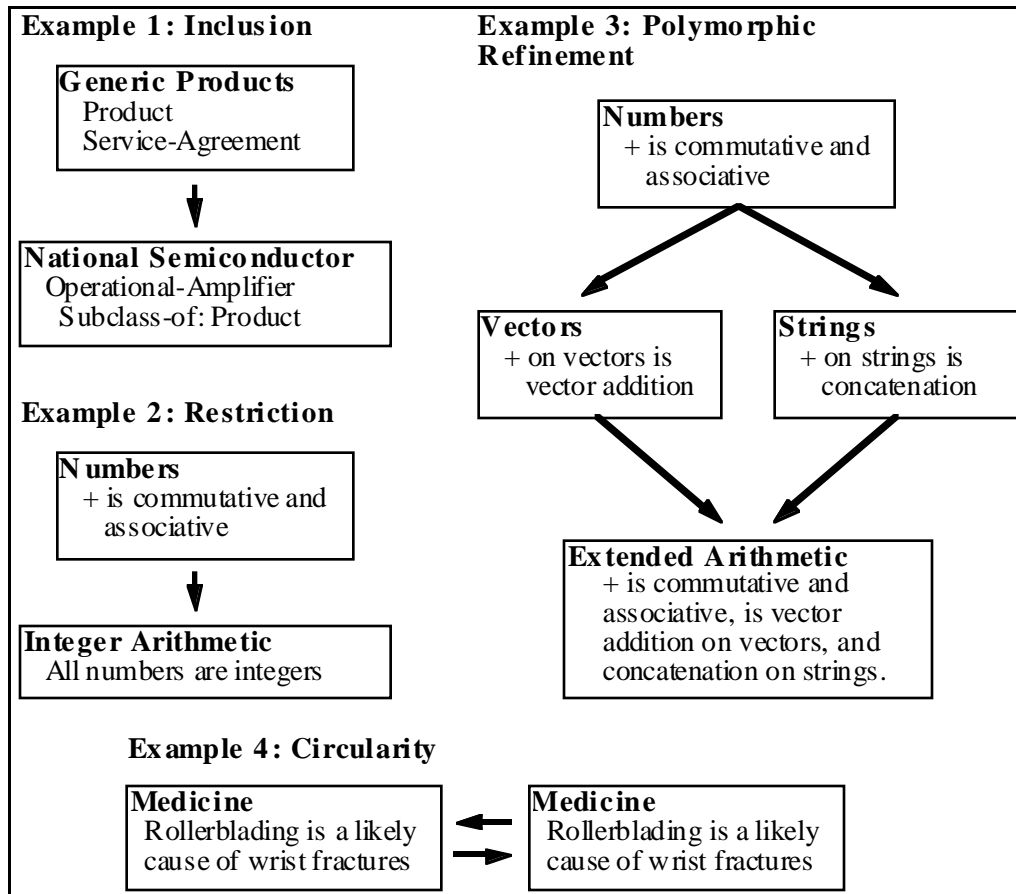 Example 1: Inclusion
Generic Products
Product
Service-Agreement
National Semiconductor
Operational-Amplifier
Subclass-of: Product
Example 2: Restriction
Numbers
+ is commutative and
associative
Integer Arithmetic
All numbers are integers
Example 3: Polymorphic
Refinement
Numbers
+ is commutative and
associative
Vectors
+ on vectors is
vector addition
Strings
+ on strings is
concatenation
Extended Arithmetic
+ is commutative and
associative, is vector
addition on vectors, and
concatenation on strings.
Example 4: Circularity
Medicine
Rollerblading is a likely
cause of wrist fractures
Medicine
Rollerblading is a likely
cause of wrist fractures